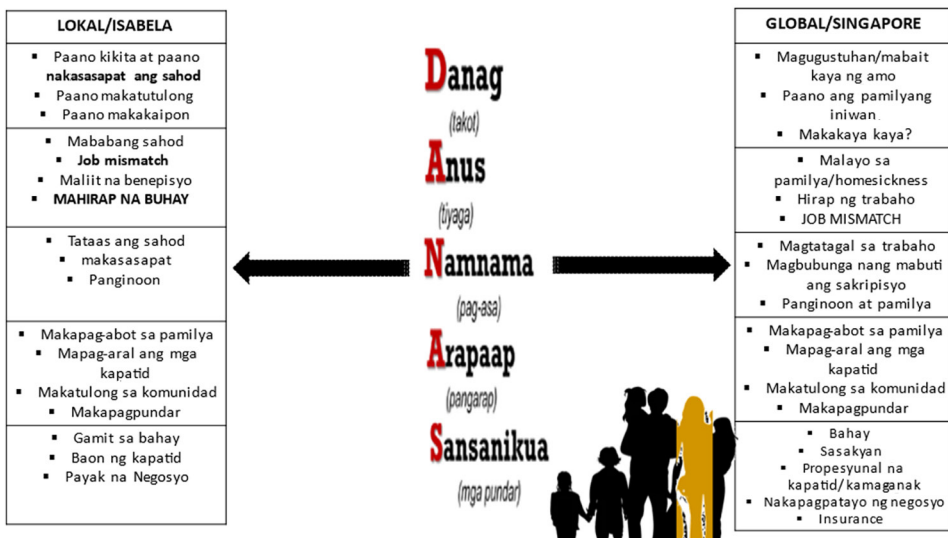 LOKAL/ISABELA
▪ Paano kikita at paano
nakasasapat ang sahod
▪ Paano makatutulong
▪ Paano makakaipon
▪ Mababang sahod
▪ Job mismatch
▪ Maliit na benepisyo
▪ MAHIRAP NA BUHAY
▪ Tataas ang sahod
▪ makasasapat
▪ Panginoon
▪ Makapag-abot sa pamilya
▪ Mapag-aral ang mga
kapatid
▪ Makatulong sa komunidad
▪ Makapagpundar
▪ Gamit sa bahay
▪ Baon ng kapatid
▪ Payak na Negosyo
Danag
(takot)
Anus
(tiyaga)
Namnama
(pag-asa)
Arapaap
(pangarap)
Sansanikua
(mga pundar)
GLOBAL/SINGAPORE
▪ Magugustuhan/mabait
kaya ng amo
▪ Paano ang pamilyang
iniwan.
▪ Makakaya kaya?
▪ Malayo sa
pamilya/homesickness
▪ Hirap ng trabaho
▪ JOB MISMATCH
▪ Magtatagal sa trabaho
▪ Magbubunga nang mabuti
ang sakripisyo
▪ Panginoon at pamilya
▪ Makapag-abot sa pamilya
▪ Mapag-aral ang mga
kapatid
▪ Makatulong sa komunidad
▪ Makapagpundar
▪ Bahay
▪ Sasakyan
▪ Propesyunal na
kapatid/kamaganak
▪ Nakapagpatayo ng negosyo
▪ Insurance